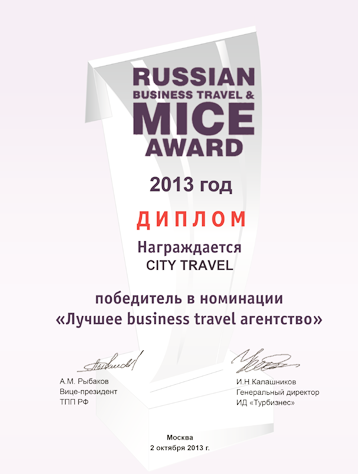 RUSSIAN
BUSINESS TRAVEL &
MICE
AWARD
2013 год
ДИПЛОМ
Награждается
CITY TRAVEL
победитель в номинации
«Лучшее business travel агентство»
А.М. Рыбаков
Вице-президент
ТПП РФ
И.Н Калашников
Генеральный директор
ИД «Турбизнес»
Москва
2 октября 2013 г.